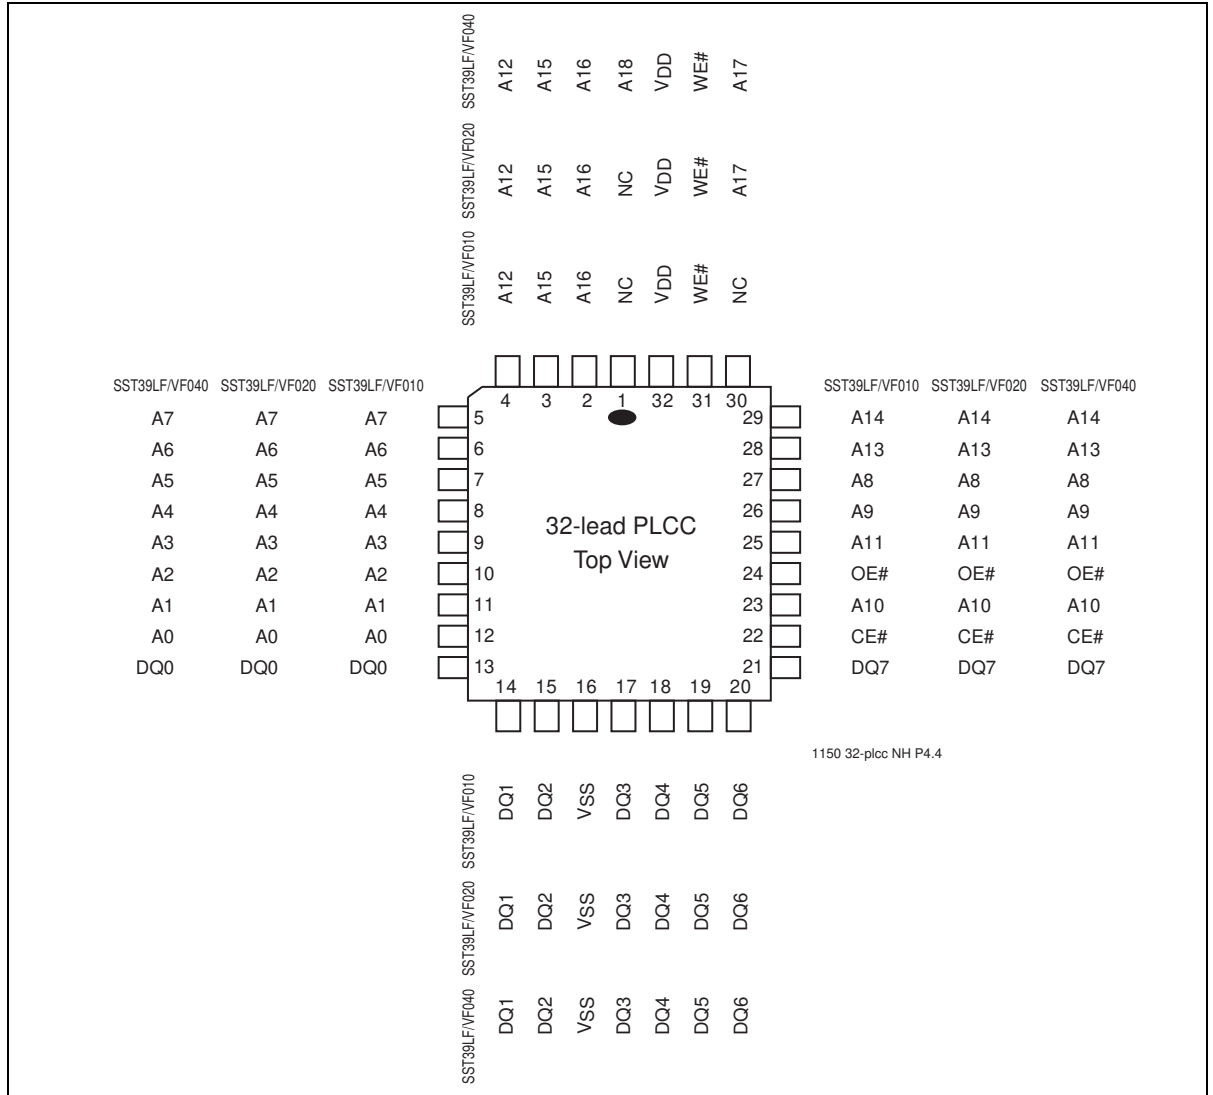 SST39LF/VF040 A12 A15 A16 A18 VDD WE# A17
SST39LF/VF020 A12 A15 A16 NC VDD WE# A17
SST39LF/VF010 A12 A15 A16 NC VDD WE# NC
SST39LF/VF040 SST39LF/VF020 SST39LF/VF010
A7 A7 A7
A6 A6 A6
A5 A5 A5
A4 A4 A4
A3 A3 A3
A2 A2 A2
A1 A1 A1
A0 A0 A0
DQ0 DQ0 DQ0
4 3 2 1 32 31 30
5
6
7
8
9
10
11
12
13
32-lead PLCC
Top View
29
28
27
26
25
24
23
22
21
14 15 16 17 18 19 20
SST39LF/VF010 SST39LF/VF020 SST39LF/VF040
A14 A14 A14
A13 A13 A13
A8 A8 A8
A9 A9 A9
A11 A11 A11
OE# OE# OE#
A10 A10 A10
CE# CE# CE#
DQ7 DQ7 DQ7
1150 32-plcc NH P4.4
SST39LF/VF010 DQ1 DQ2 VSS DQ3 DQ4 DQ5 DQ6
SST39LF/VF020 DQ1 DQ2 VSS DQ3 DQ4 DQ5 DQ6
SST39LF/VF040 DQ1 DQ2 VSS DQ3 DQ4 DQ5 DQ6